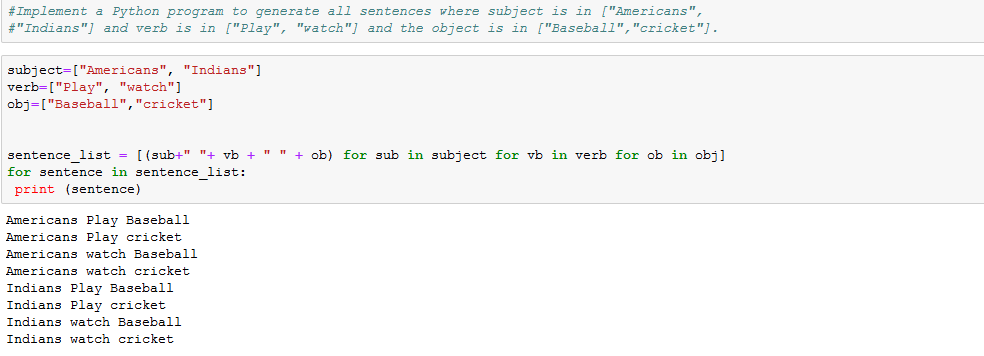 #Implement a Python program to generate all sentences where subject is in ["Americans",
#"Indians"] and verb is in ["Play", "watch"] and the object is in ["Baseball","cricket"].
subject=["Americans", "Indians"]
verb=["Play", "watch"]
obj=["Baseball","cricket"]
sentence_list = [(sub+" "+ vb + " " + ob) for sub in subject for vb in verb for ob in obj]
for sentence in sentence_list:
 print (sentence)
Americans Play Baseball
Americans Play cricket
Americans watch Baseball
Americans watch cricket
Indians Play Baseball
Indians Play cricket
Indians watch Baseball
Indians watch cricket